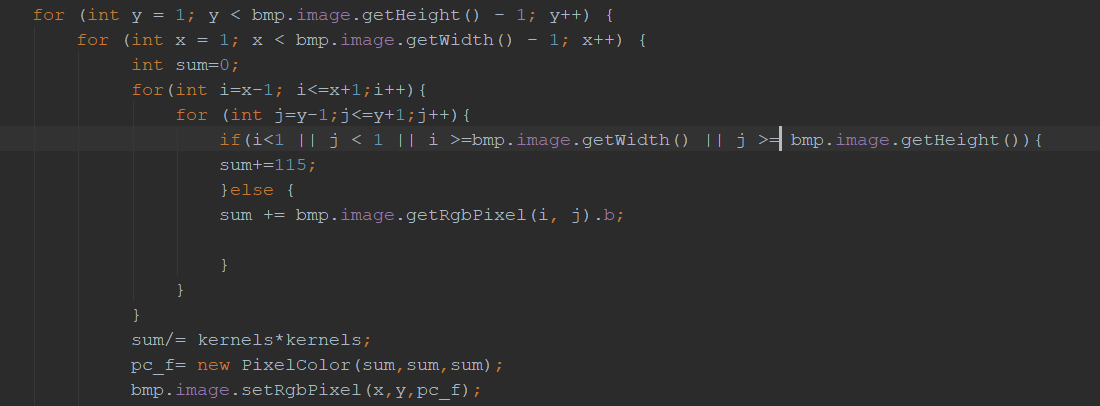 for (int y = 1; y < bmp.image.getHeight() - 1; y++) {
for (int x = 1; x < bmp.image.getWidth() - 1; x++) {
int sum=0;
for(int i=x-1; i<=x+1;i++){
for (int j=y-1;j<=y+1;j++){
if(i<1 || j < 1 || i >=bmp.image.getWidth() || j >= bmp.image.getHeight()){
sum+=115;
}else {
sum += bmp.image.getRgbPixel(i, j).b;
}
}
}
sum/= kernels*kernels;
pc_f= new PixelColor(sum,sum,sum);
bmp.image.setRgbPixel(x,y,pc_f);